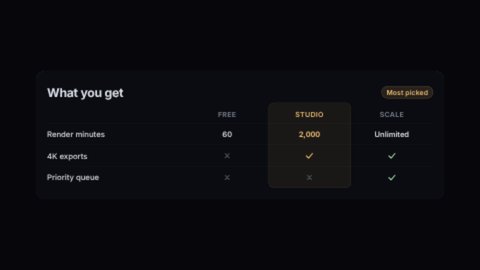 What you get
Most picked
FREE STUDIO SCALE
Render minutes 60 2,000 Unlimited
4K exports
Priority queue